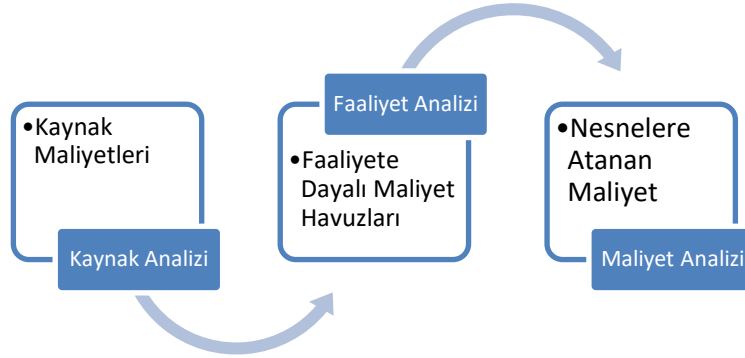 •Kaynak
Maliyetleri
Kaynak Analizi
Faaliyet Analizi
•Faaliyete
Dayalı Maliyet
Havuzları
•Nesnelere
Atanan
Maliyet
Maliyet Analizi